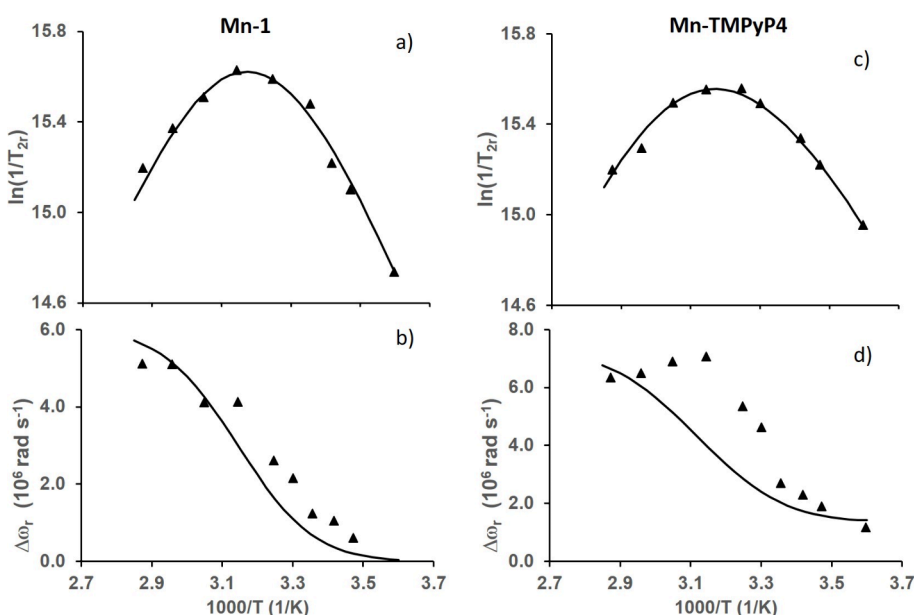 Mn-1
a)
15.8
15.4
15.0
14.6
ln(1/T2r)
b)
6.0
4.0
2.0
0.0
Δωr (10⁶ rad s⁻¹)
2.7 2.9 3.1 3.3 3.5 3.7
1000/T (1/K)
Mn-TMPyP4
c)
15.8
15.4
15.0
14.6
ln(1/T2r)
d)
8.0
6.0
4.0
2.0
0.0
Δωr (10⁶ rad s⁻¹)
2.7 2.9 3.1 3.3 3.5 3.7
1000/T (1/K)